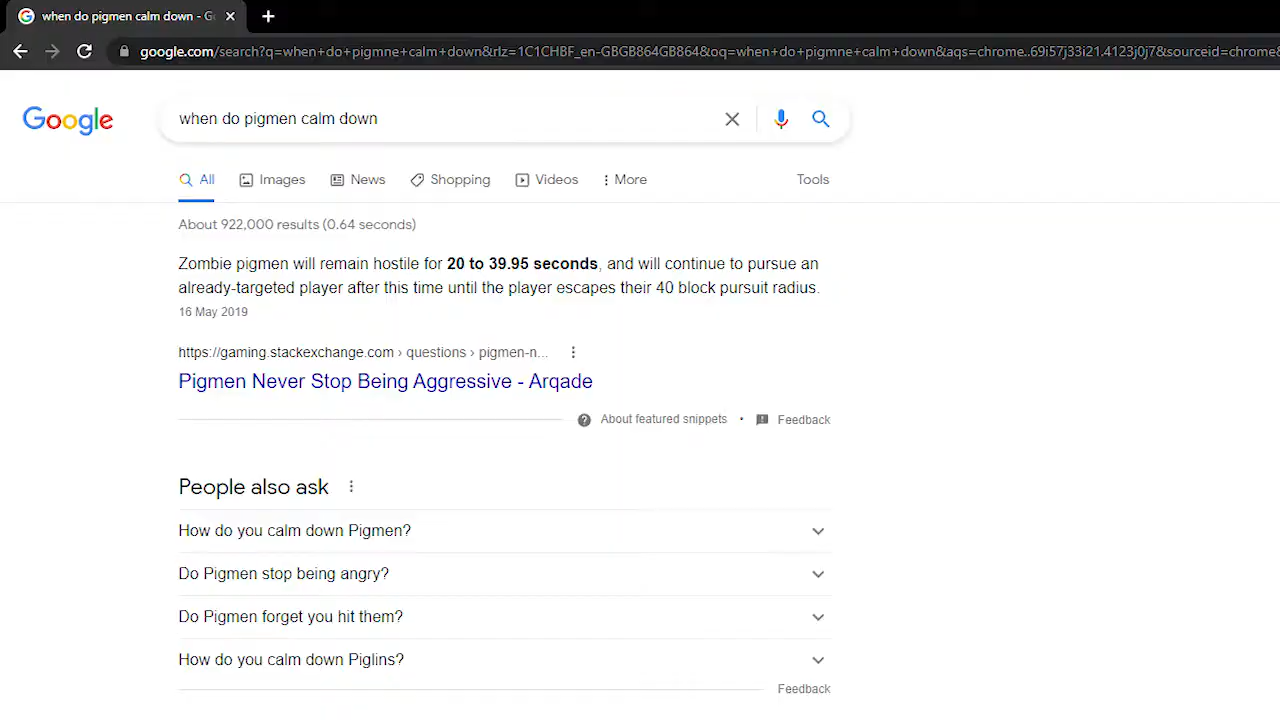 when do pigmen calm down - G
google.com/search?q=when+do+pigmne+calm+down&rlz=1C1CHBF_en-GBGB864GB864&oq=when+do+pigmne+calm+down&aqs=chrome..69i57j33i21.4123j0j7&sourceid=chrome&
Google
when do pigmen calm down
All Images News Shopping Videos More Tools
About 922,000 results (0.64 seconds)
Zombie pigmen will remain hostile for 20 to 39.95 seconds, and will continue to pursue an
already-targeted player after this time until the player escapes their 40 block pursuit radius.
16 May 2019
https://gaming.stackexchange.com › questions › pigmen-n...
Pigmen Never Stop Being Aggressive - Arqade
About featured snippets • Feedback
People also ask
How do you calm down Pigmen?
Do Pigmen stop being angry?
Do Pigmen forget you hit them?
How do you calm down Piglins?
Feedback